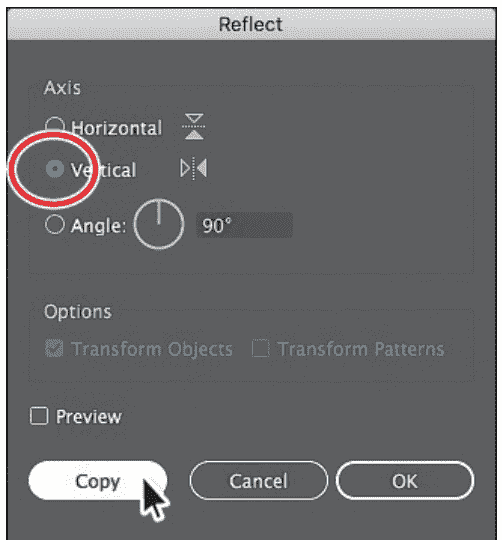 Reflect
Axis
Horizontal
Vertical
Angle: 90°
Options
Transform Objects Transform Patterns
Preview
Copy Cancel OK